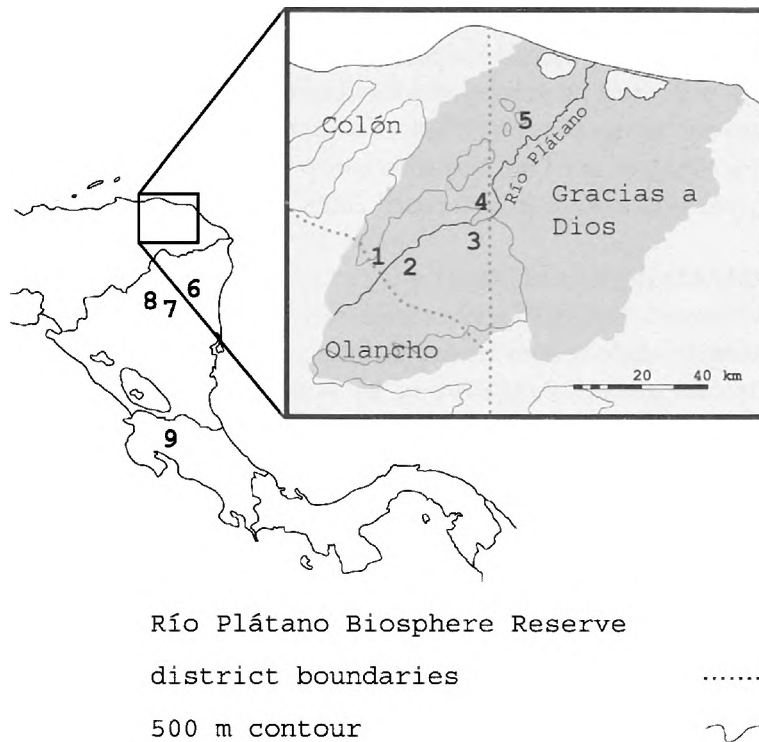 Colón
5
Río Plátano
Gracias a
Dios
4
3
1
2
Olancho
20 40 km
6
8
7
9
Río Plátano Biosphere Reserve
district boundaries
500 m contour